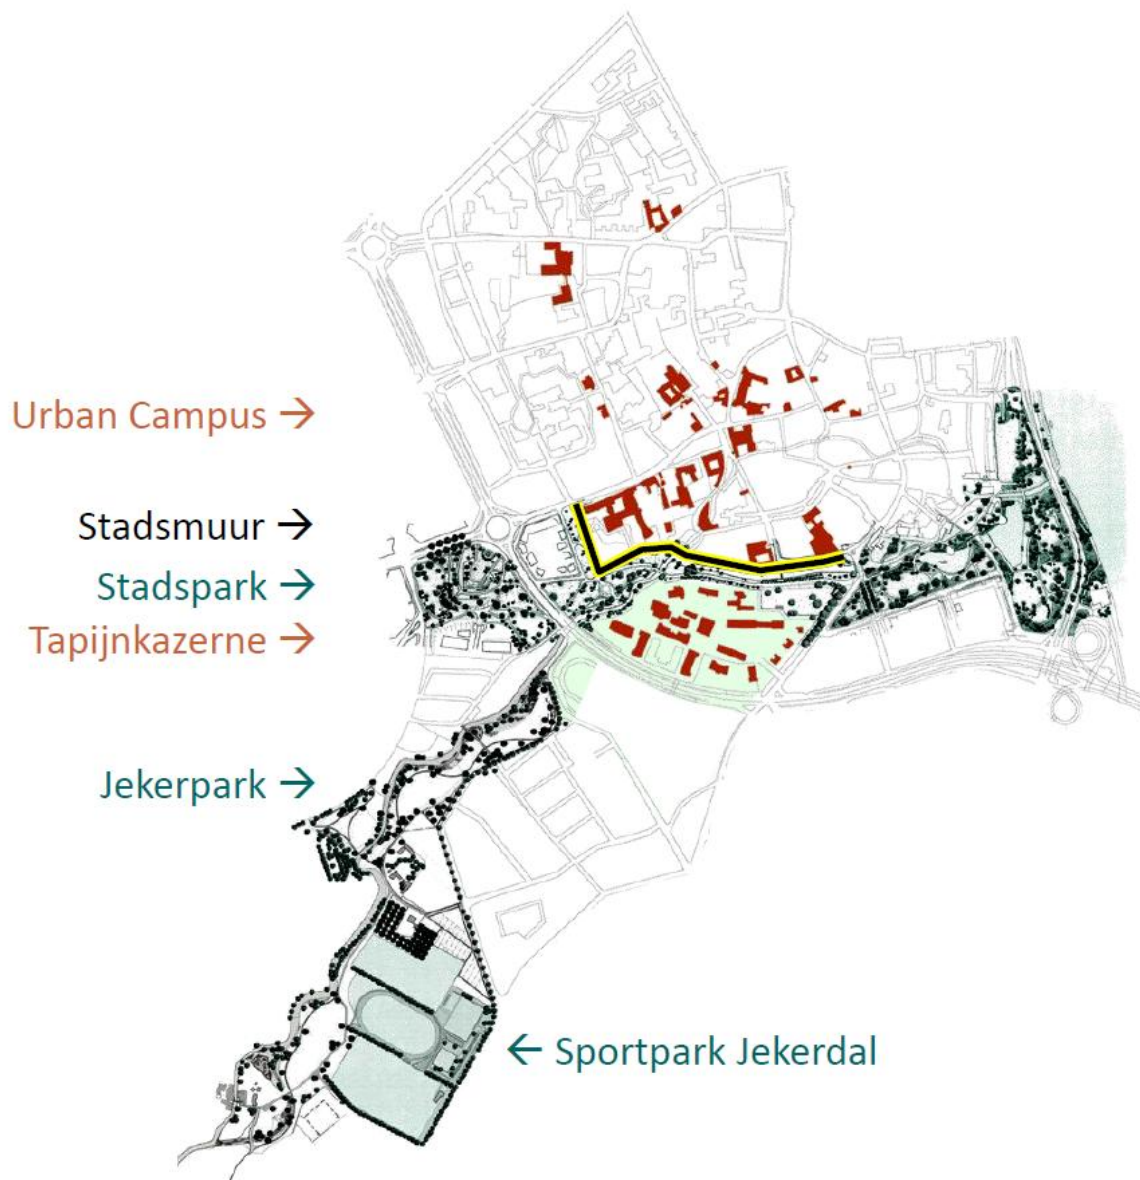 Urban Campus →
Stadsmuur →
Stadspark →
Tapijnkazerne →
Jekerpark →
← Sportpark Jekerdal